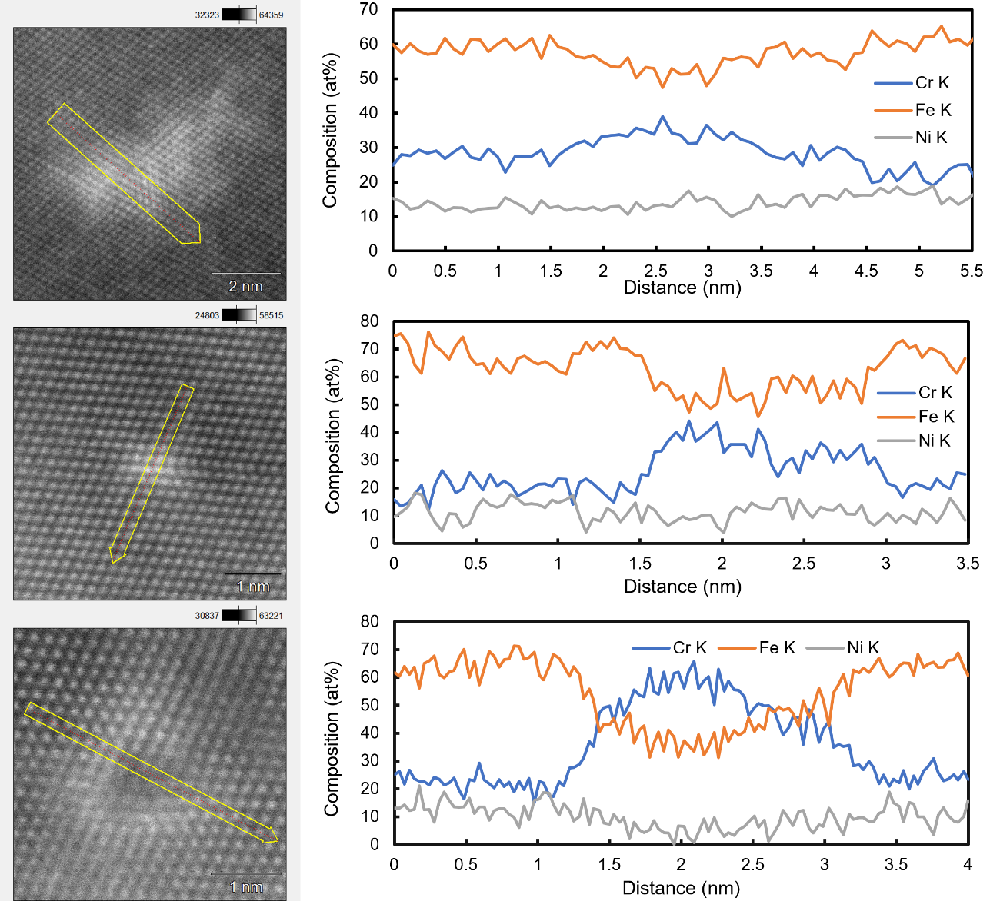 32323 64359
2 nm
70
60
50
40
30
20
10
0
Composition (at%)
Cr K
Fe K
Ni K
0 0.5 1 1.5 2 2.5 3 3.5 4 4.5 5 5.5
Distance (nm)
24803 58515
1 nm
80
70
60
50
40
30
20
10
0
Composition (at%)
Cr K
Fe K
Ni K
0 0.5 1 1.5 2 2.5 3 3.5
Distance (nm)
30837 63221
1 nm
80
70
60
50
40
30
20
10
0
Composition (at%)
Cr K Fe K Ni K
0 0.5 1 1.5 2 2.5 3 3.5 4
Distance (nm)